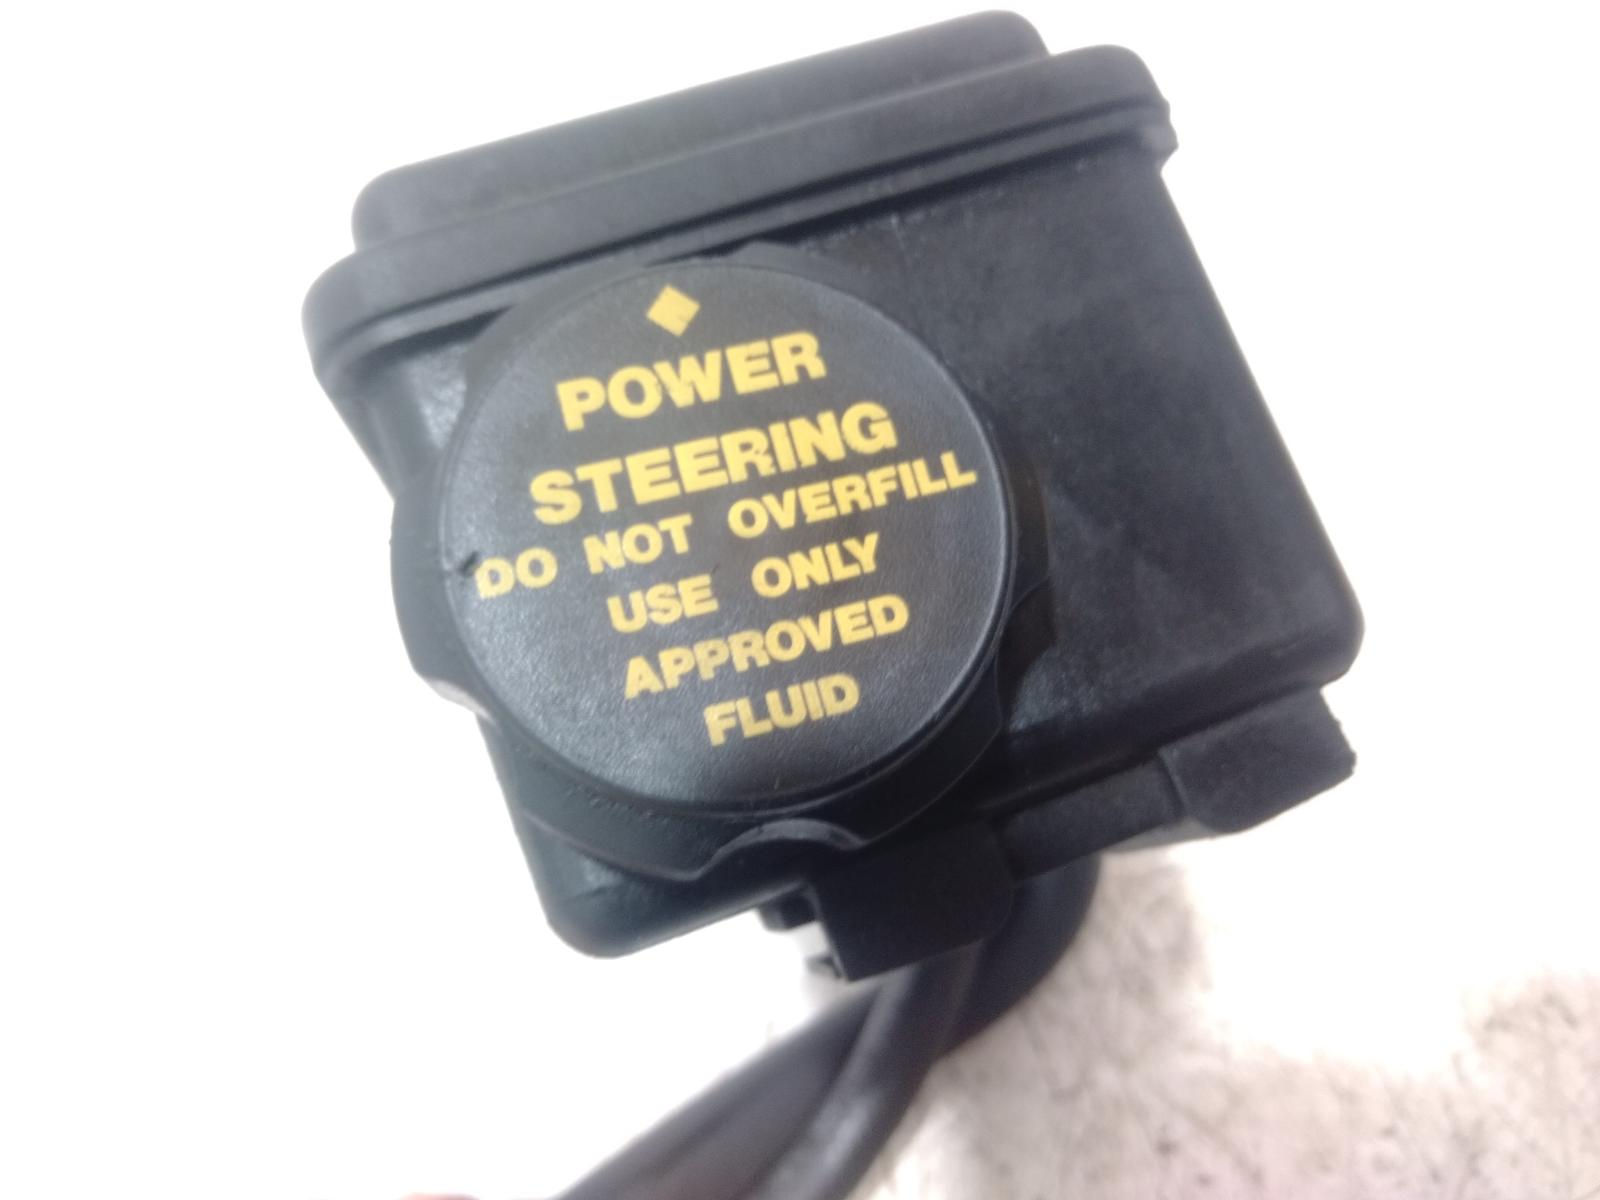 POWER
STEERING
DO NOT OVERFILL
USE ONLY
APPROVED
FLUID